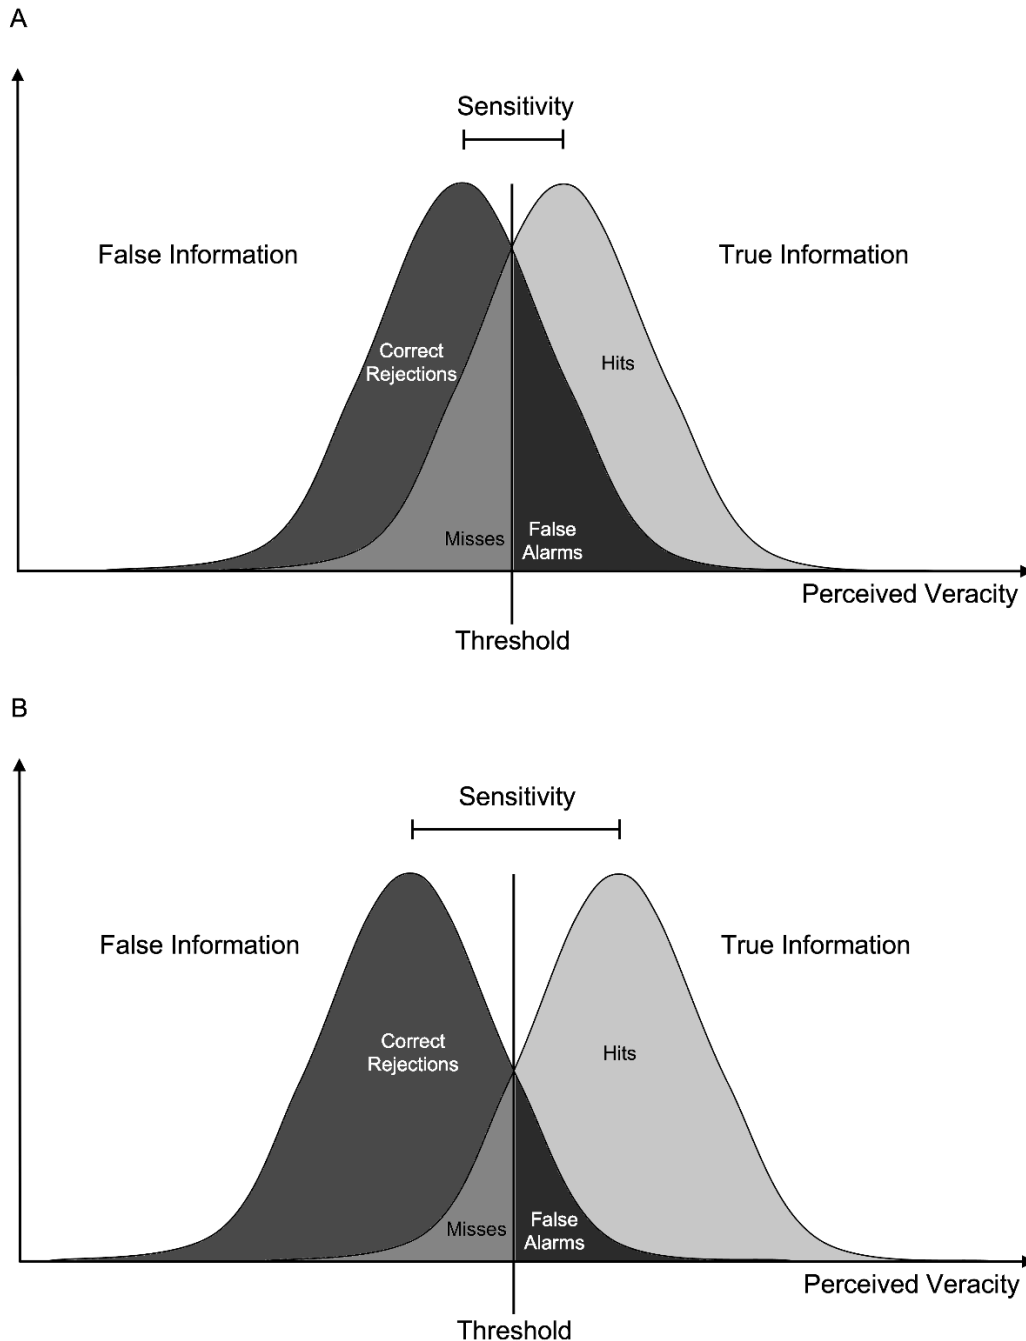 A
Sensitivity
False Information
True Information
Correct
Rejections
Hits
Misses
False
Alarms
Perceived Veracity
Threshold
B
Sensitivity
False Information
True Information
Correct
Rejections
Hits
Misses
False
Alarms
Perceived Veracity
Threshold